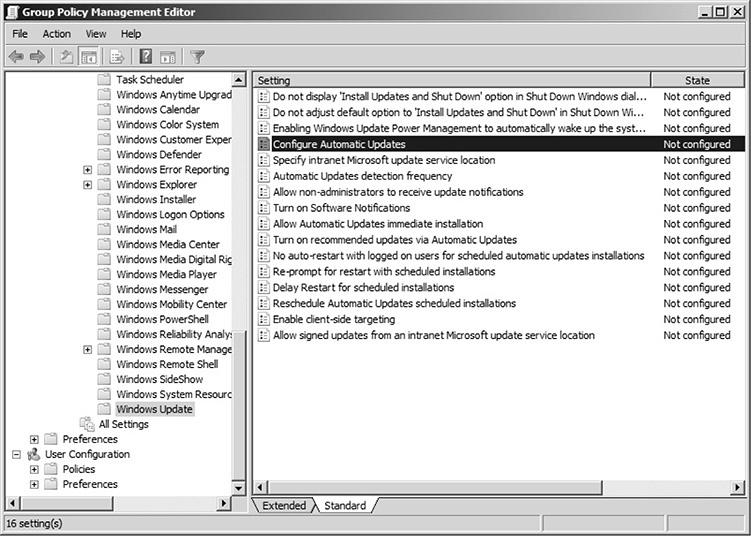 Group Policy Management Editor
File Action View Help
Task Scheduler
Windows Anytime Upgrad
Windows Calendar
Windows Color System
Windows Customer Exper
Windows Defender
Windows Error Reporting
Windows Explorer
Windows Installer
Windows Logon Options
Windows Mail
Windows Media Center
Windows Media Digital Rig
Windows Media Player
Windows Messenger
Windows Mobility Center
Windows PowerShell
Windows Reliability Analys
Windows Remote Manage
Windows Remote Shell
Windows SideShow
Windows System Resourc
Windows Update
All Settings
Preferences
User Configuration
Policies
Preferences
Setting State
Do not display 'Install Updates and Shut Down' option in Shut Down Windows dial... Not configured
Do not adjust default option to 'Install Updates and Shut Down' in Shut Down Wi... Not configured
Enabling Windows Update Power Management to automatically wake up the syst... Not configured
Configure Automatic Updates Not configured
Specify intranet Microsoft update service location Not configured
Automatic Updates detection frequency Not configured
Allow non-administrators to receive update notifications Not configured
Turn on Software Notifications Not configured
Allow Automatic Updates immediate installation Not configured
Turn on recommended updates via Automatic Updates Not configured
No auto-restart with logged on users for scheduled automatic updates installations Not configured
Re-prompt for restart with scheduled installations Not configured
Delay Restart for scheduled installations Not configured
Reschedule Automatic Updates scheduled installations Not configured
Enable client-side targeting Not configured
Allow signed updates from an intranet Microsoft update service location Not configured
Extended Standard
16 setting(s)